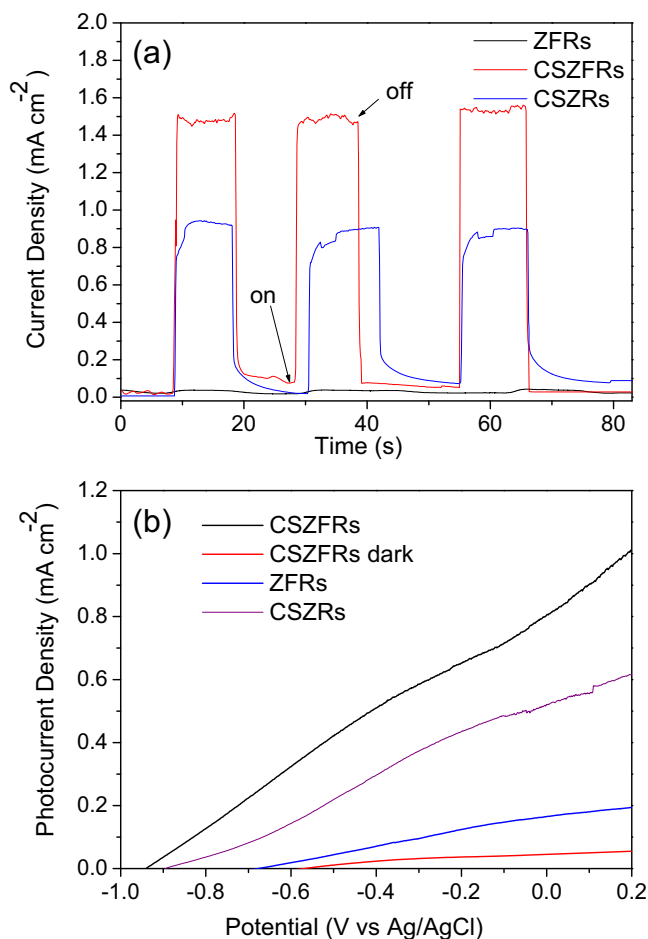 (a)
ZFRs
CSZFRs
CSZRs
off
on
2.0
1.8
1.6
1.4
1.2
1.0
0.8
0.6
0.4
0.2
0.0
Current Density (mA cm⁻²)
0 20 40 60 80
Time (s)
(b)
CSZFRs
CSZFRs dark
ZFRs
CSZRs
1.2
1.0
0.8
0.6
0.4
0.2
0.0
Photocurrent Density (mA cm⁻²)
-1.0 -0.8 -0.6 -0.4 -0.2 0.0 0.2
Potential (V vs Ag/AgCl)